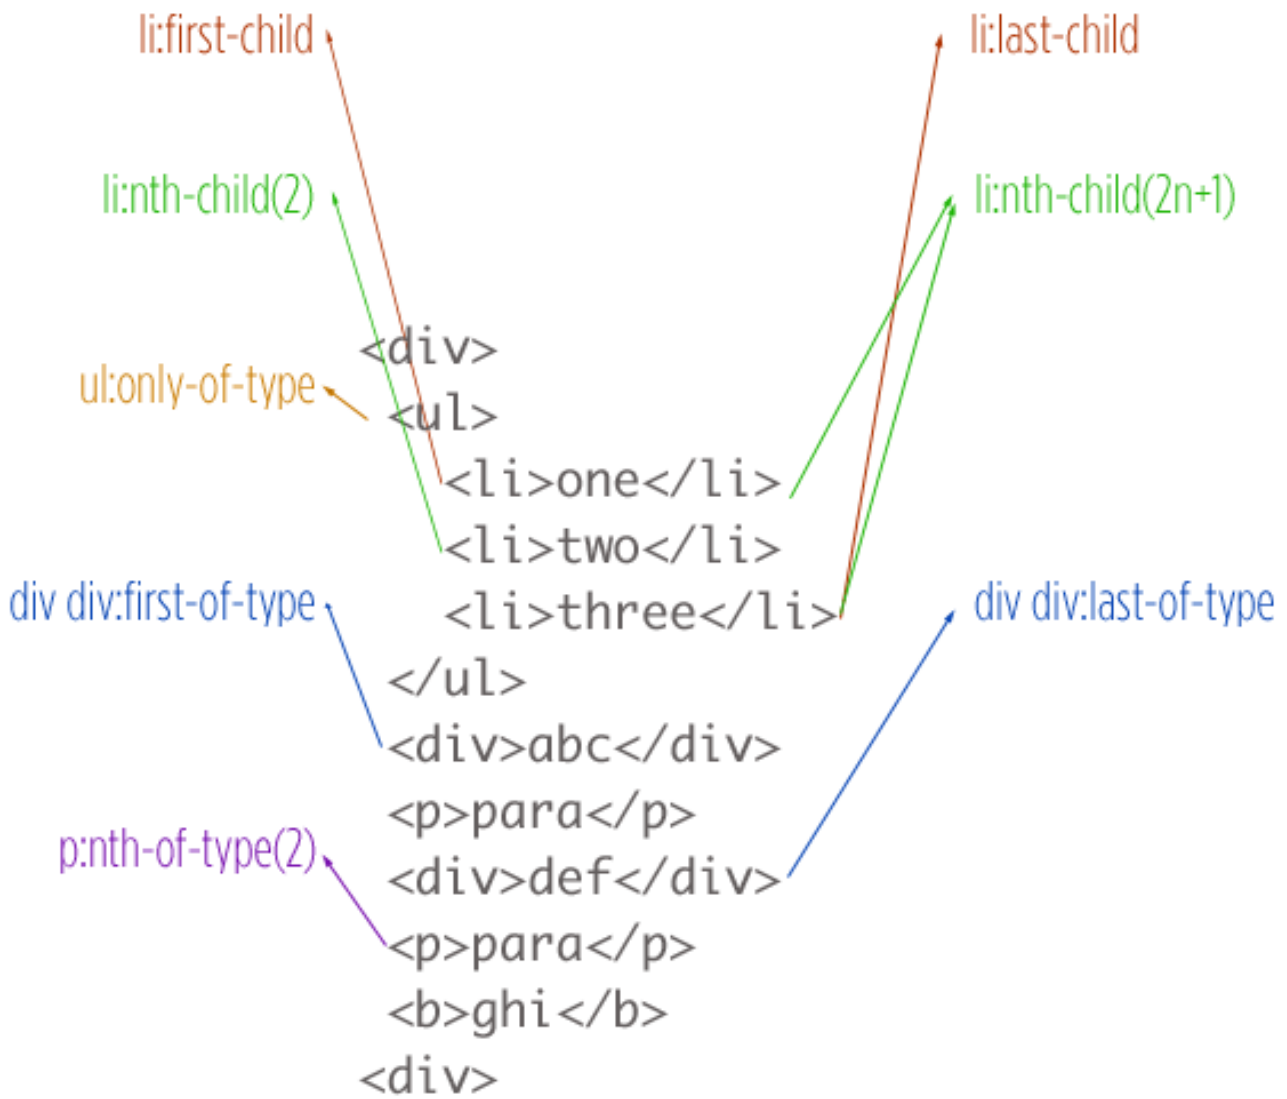 li:first-child
li:last-child
li:nth-child(2)
li:nth-child(2n+1)
<div>
ul:only-of-type
<ul>
<li>one</li>
<li>two</li>
div div:first-of-type
<li>three</li>
div div:last-of-type
</ul>
<div>abc</div>
<p>para</p>
p:nth-of-type(2)
<div>def</div>
<p>para</p>
<b>ghi</b>
<div>